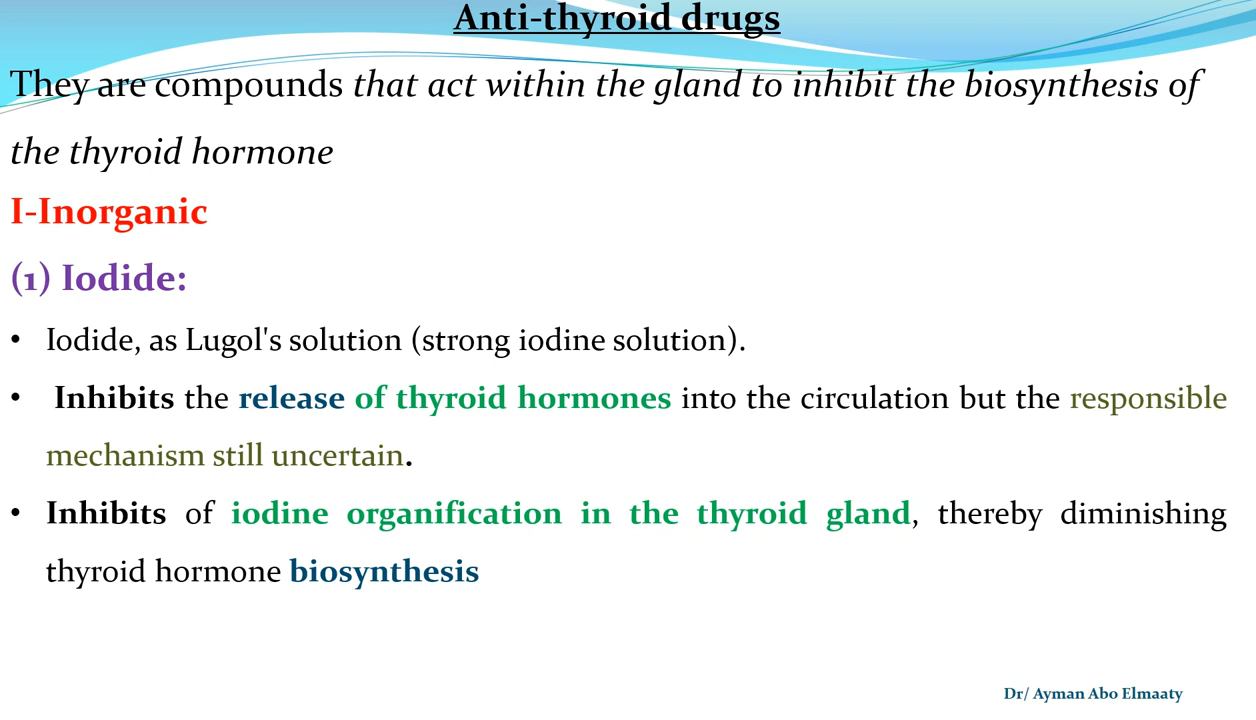 Anti-thyroid drugs
They are compounds that act within the gland to inhibit the biosynthesis of
the thyroid hormone
I-Inorganic
(1) Iodide:
• Iodide, as Lugol's solution (strong iodine solution).
• Inhibits the release of thyroid hormones into the circulation but the responsible
mechanism still uncertain.
• Inhibits of iodine organification in the thyroid gland, thereby diminishing
thyroid hormone biosynthesis
Dr/ Ayman Abo Elmaaty